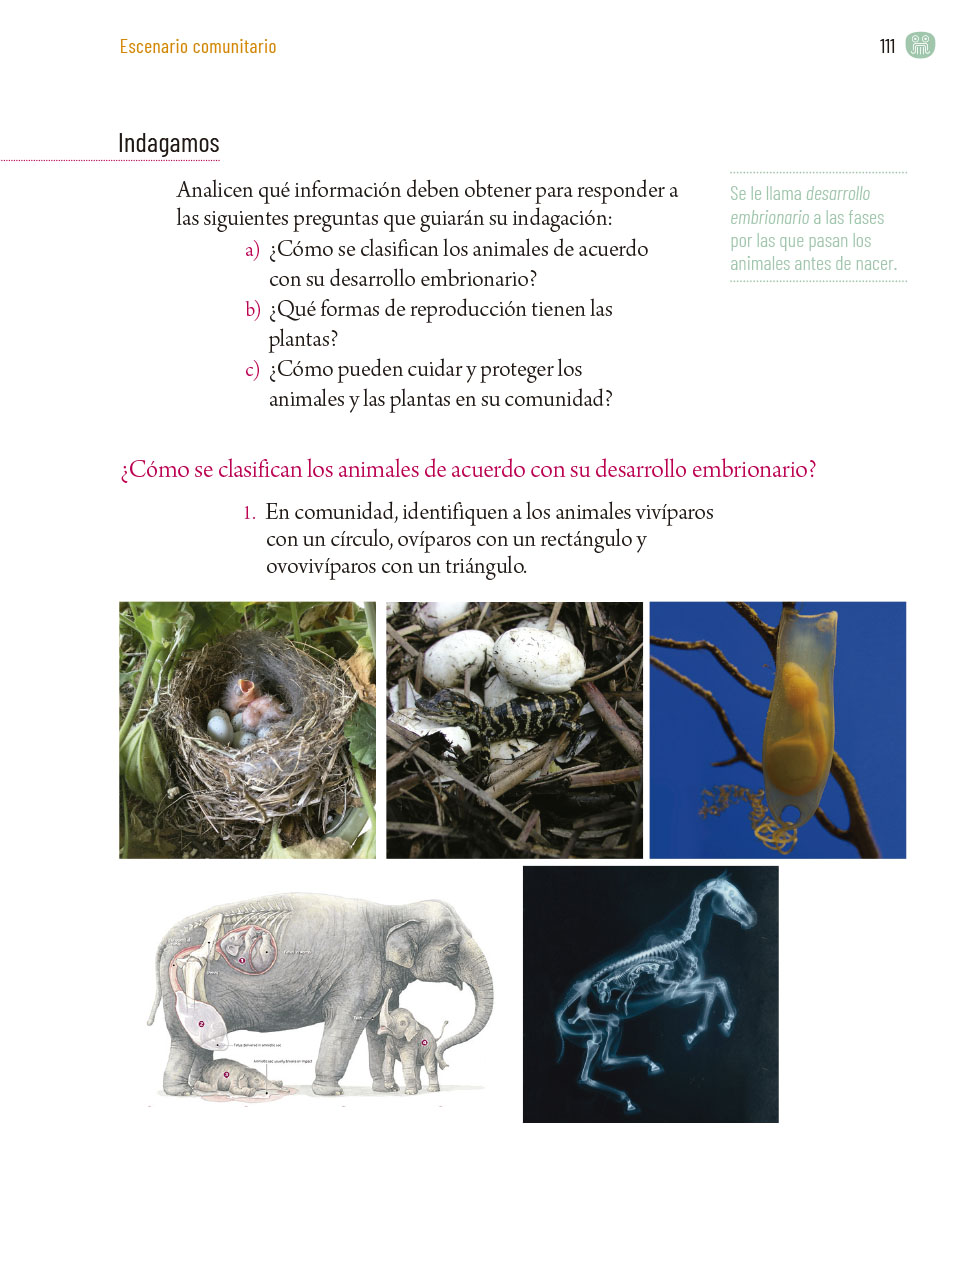 Escenario comunitario
111
Indagamos
Analicen qué información deben obtener para responder a
las siguientes preguntas que guiarán su indagación:
a) ¿Cómo se clasifican los animales de acuerdo
con su desarrollo embrionario?
b) ¿Qué formas de reproducción tienen las
plantas?
c) ¿Cómo pueden cuidar y proteger los
animales y las plantas en su comunidad?
Se le llama desarrollo
embrionario a las fases
por las que pasan los
animales antes de nacer.
¿Cómo se clasifican los animales de acuerdo con su desarrollo embrionario?
1. En comunidad, identifiquen a los animales vivíparos
con un círculo, ovíparos con un rectángulo y
ovovivíparos con un triángulo.
1
2
3
4